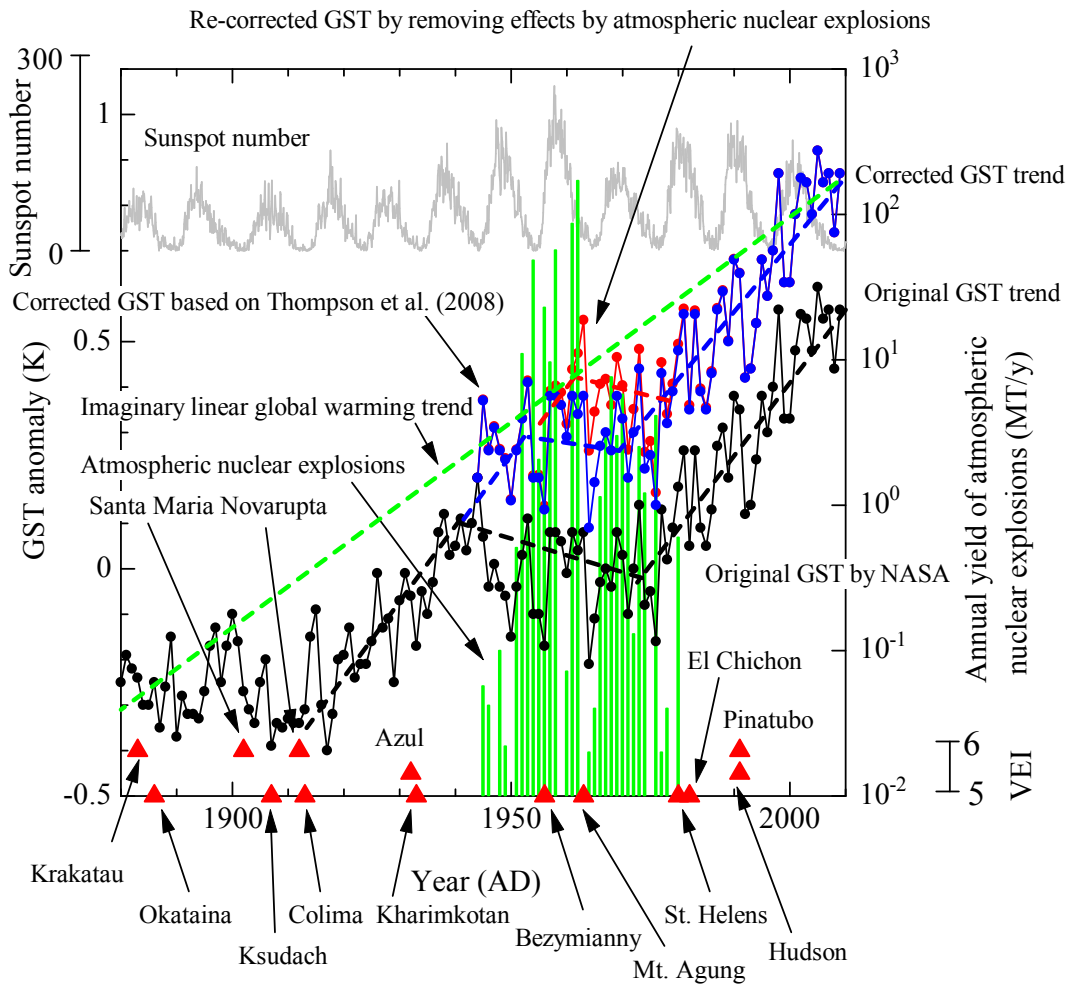 Re-corrected GST by removing effects by atmospheric nuclear explosions
300
Sunspot number
0
10^3
1
Sunspot number
Corrected GST trend
10^2
Corrected GST based on Thompson et al. (2008)
Original GST trend
0.5
10^1
Imaginary linear global warming trend
Atmospheric nuclear explosions
Santa Maria Novarupta
GST anomaly (K)
10^0
Annual yield of atmospheric
nuclear explosions (MT/y)
0
Original GST by NASA
10^-1
El Chichon
Azul
Pinatubo
6
5
VEI
-0.5
10^-2
1900
1950
2000
Krakatau
Year (AD)
Okataina
Colima
Kharimkotan
St. Helens
Ksudach
Bezymianny
Hudson
Mt. Agung